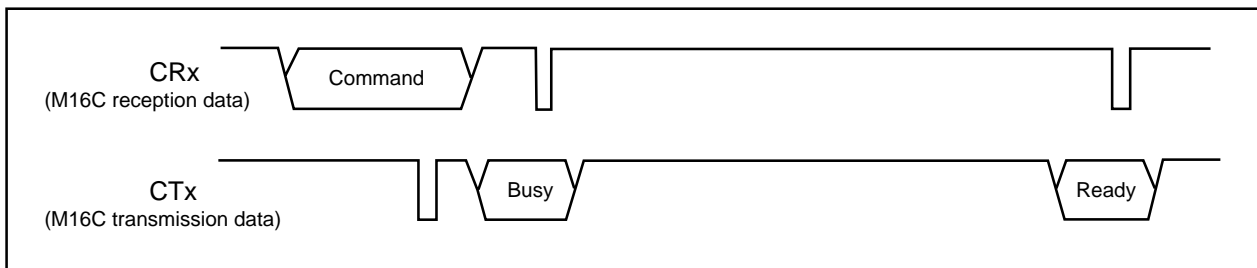 CRx
(M16C reception data)
Command
CTx
(M16C transmission data)
Busy
Ready